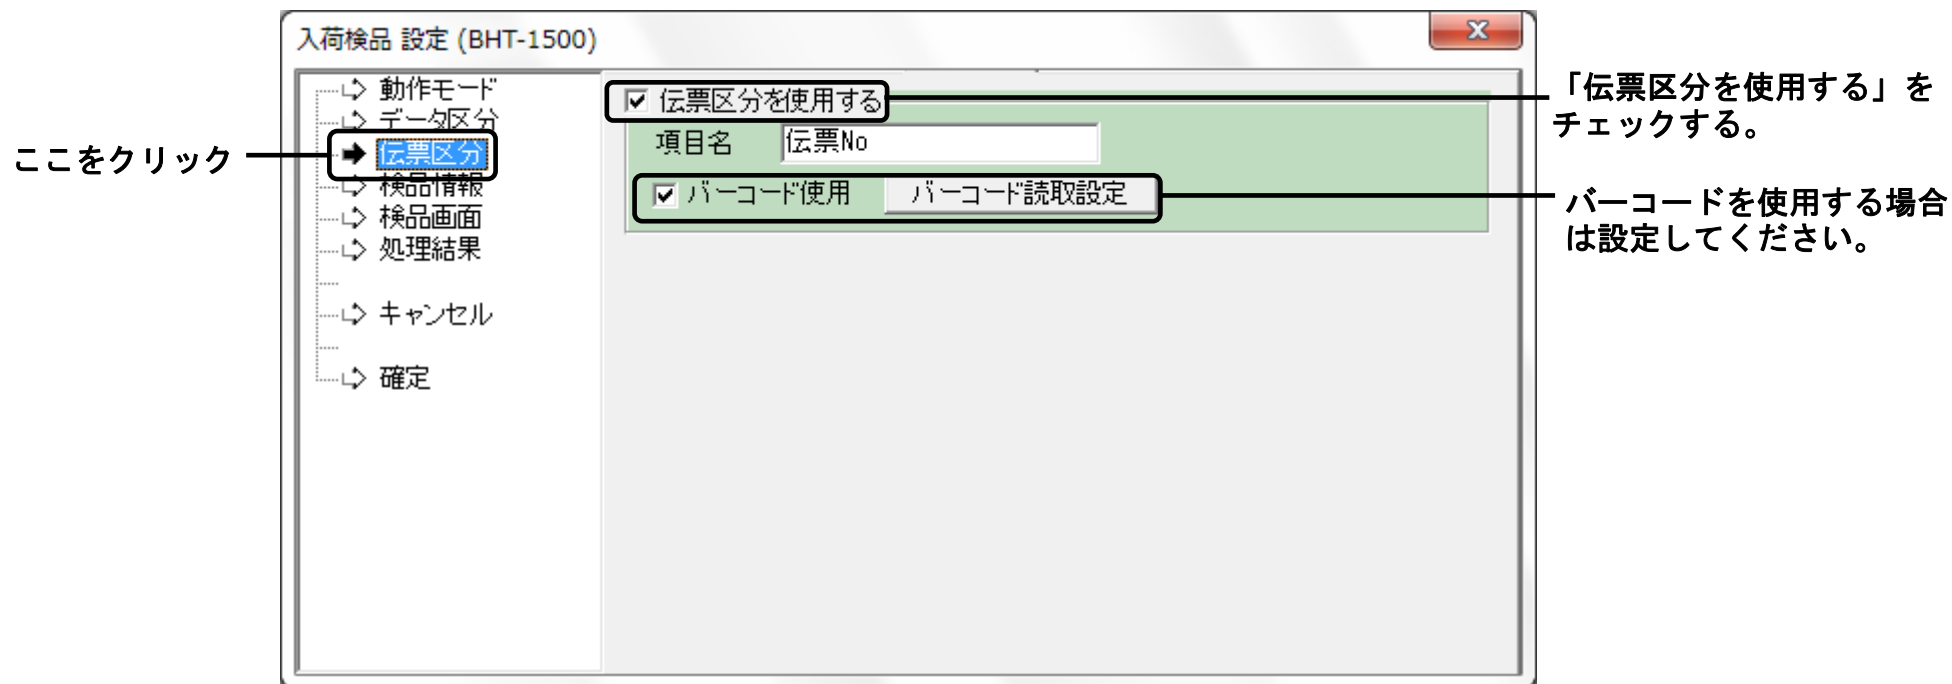 入荷検品 設定 (BHT-1500)
動作モード
データ区分
伝票区分
検品情報
検品画面
処理結果
キャンセル
確定
伝票区分を使用する
項目名 伝票No
バーコード使用 バーコード読取設定
ここをクリック
「伝票区分を使用する」を
チェックする。
バーコードを使用する場合
は設定してください。